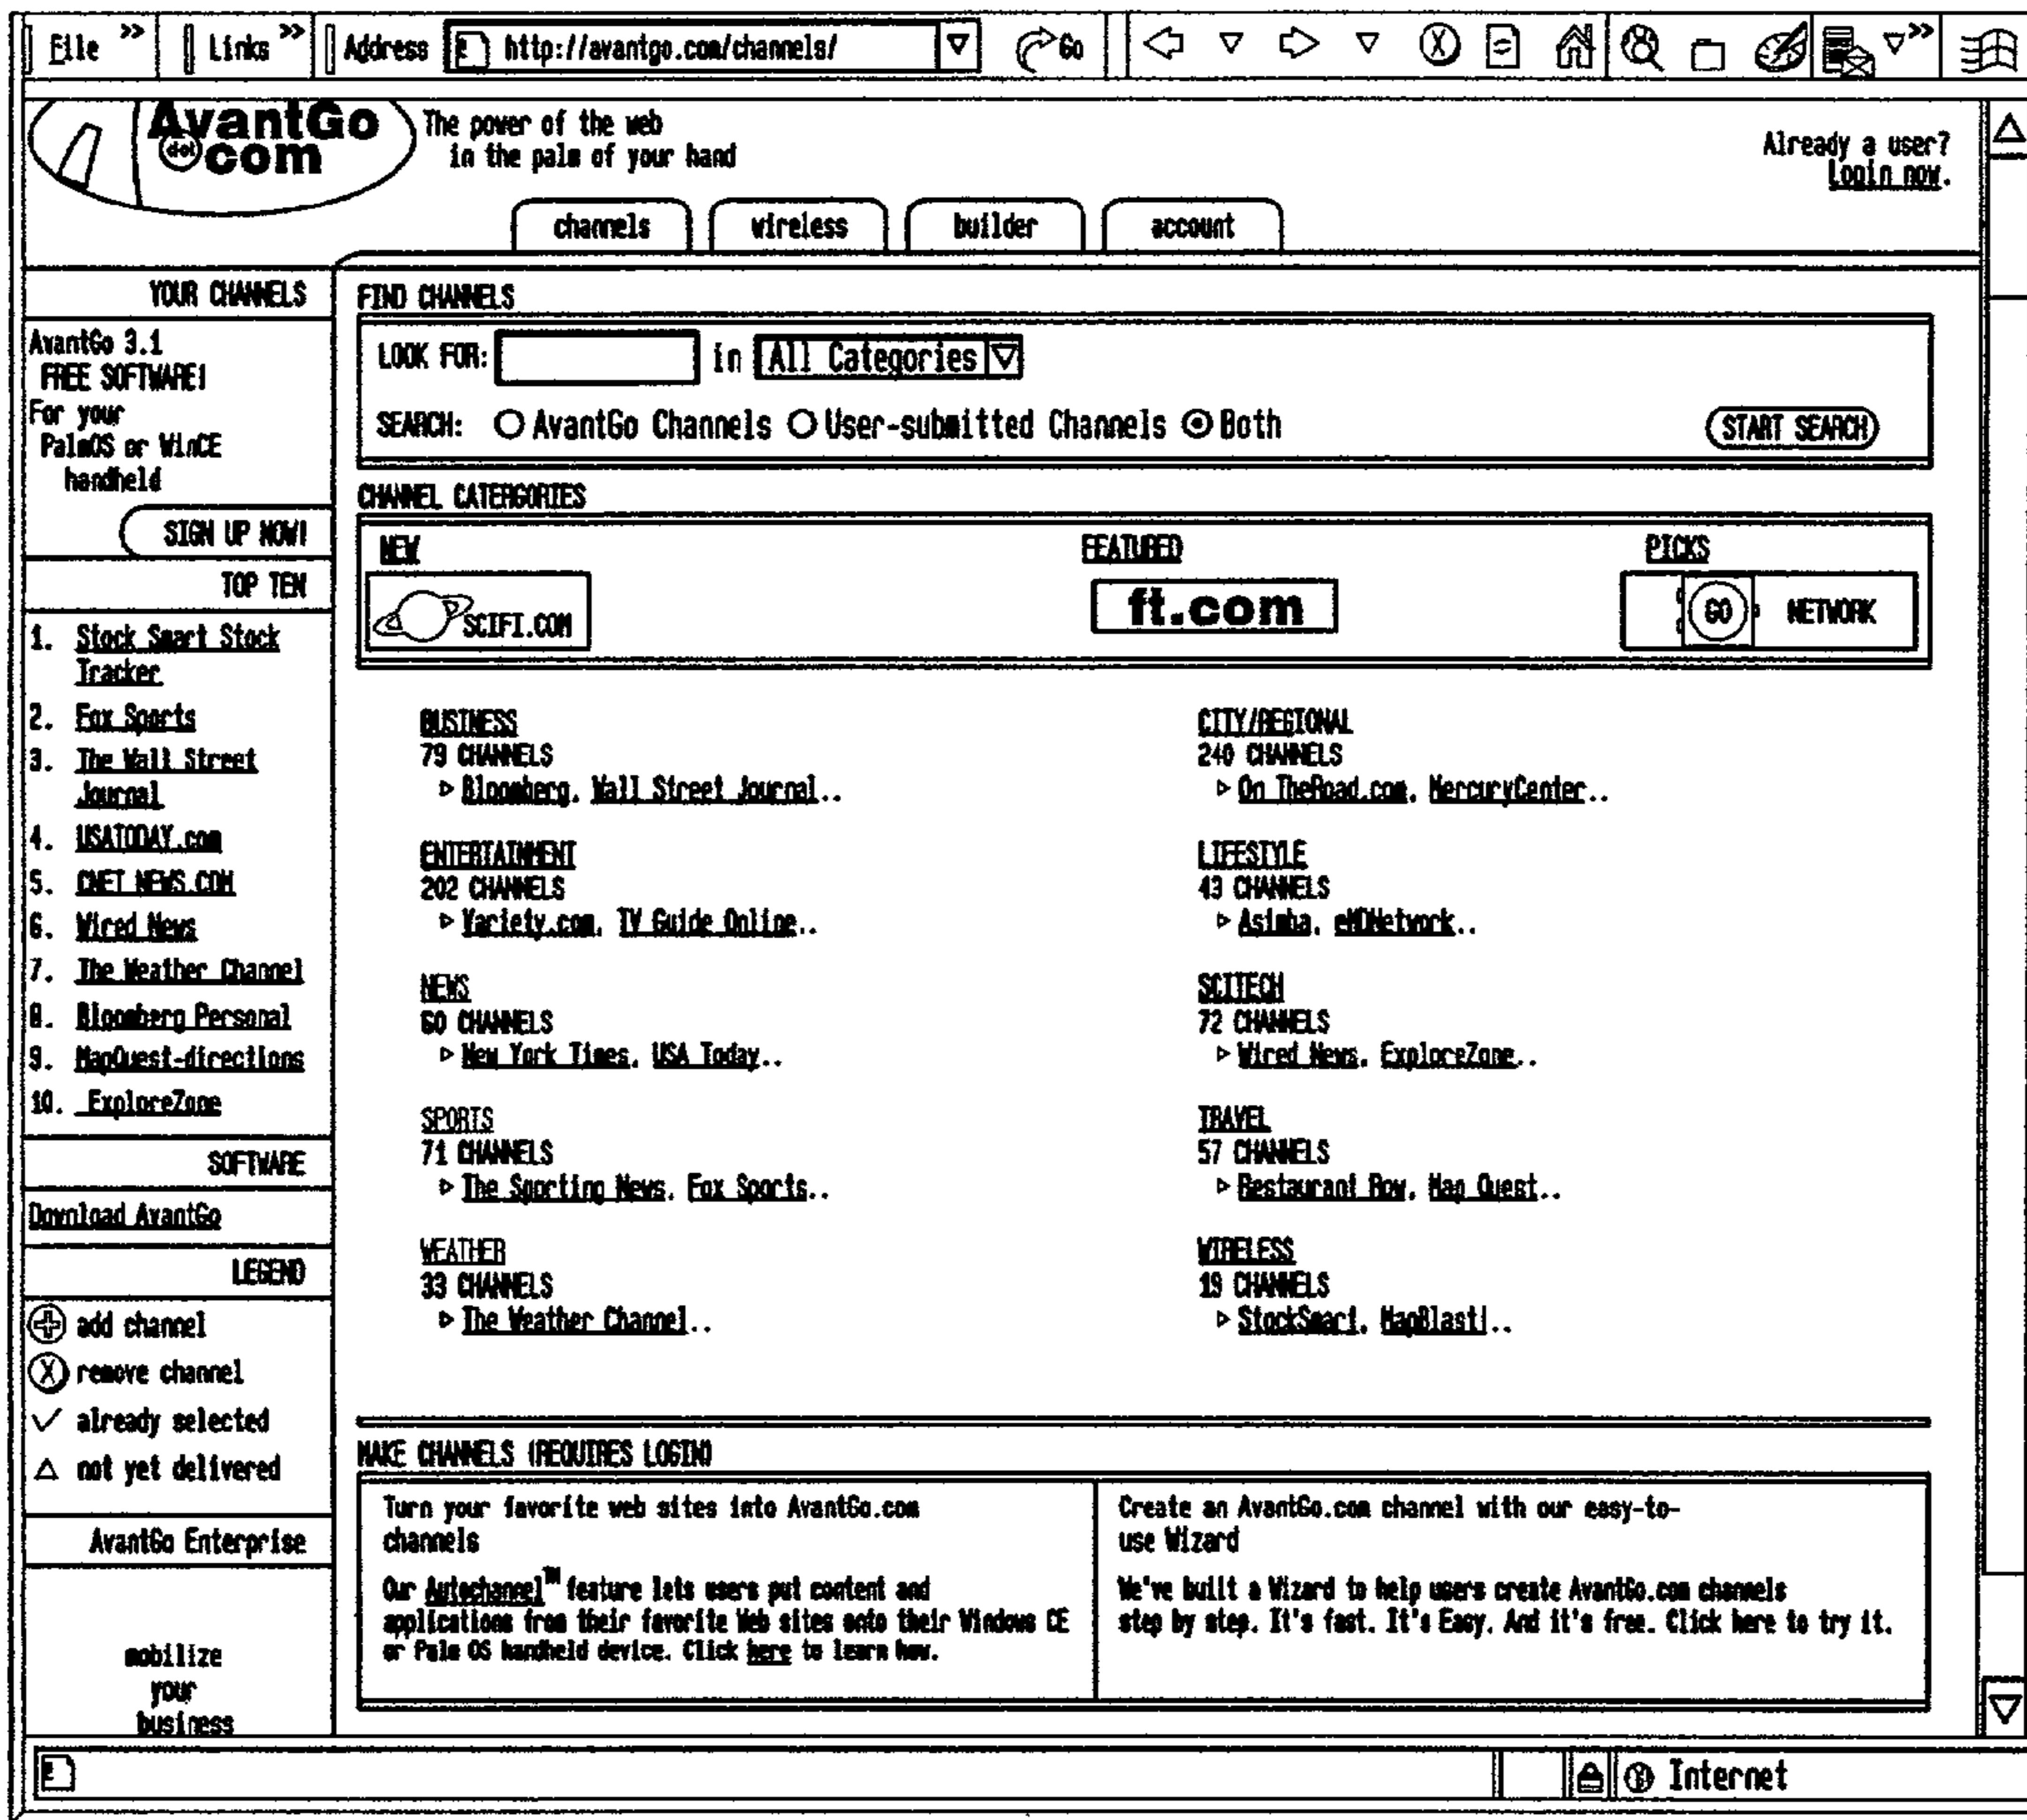 File >> Links >> Address http://avantgo.com/channels/ Go
AvantGo
dot com
The power of the web
in the palm of your hand
Already a user?
Login now.
channels wireless builder account
YOUR CHANNELS
AvantGo 3.1
FREE SOFTWARE!
For your
PalmOS or WinCE
handheld
SIGN UP NOW!
TOP TEN
1. Stock Smart Stock
Tracker
2. Fox Sports
3. The Wall Street
Journal
4. USATODAY.com
5. CNET NEWS.COM
6. Wired News
7. The Weather Channel
8. Bloomberg Personal
9. MapQuest-directions
10. ExploreZone
SOFTWARE
Download AvantGo
LEGEND
add channel
remove channel
already selected
not yet delivered
AvantGo Enterprise
mobilize
your
business
FIND CHANNELS
LOOK FOR: in All Categories
SEARCH: AvantGo Channels User-submitted Channels Both START SEARCH
CHANNEL CATERGORIES
NEW FEATURED PICKS
SCIFI.COM ft.com GO NETWORK
BUSINESS
79 CHANNELS
Bloomberg, Wall Street Journal..
CITY/REGIONAL
240 CHANNELS
On TheRoad.com, MercuryCenter..
ENTERTAINMENT
202 CHANNELS
Variety.com, TV Guide Online..
LIFESTYLE
43 CHANNELS
Asimba, eMDNetwork..
NEWS
60 CHANNELS
New York Times, USA Today..
SCITECH
72 CHANNELS
Wired News, ExploreZone..
SPORTS
71 CHANNELS
The Sporting News, Fox Sports..
TRAVEL
57 CHANNELS
Restaurant Row, Map Quest..
WEATHER
33 CHANNELS
The Weather Channel..
WIRELESS
19 CHANNELS
StockSmart, MapBlast!..
MAKE CHANNELS (REQUIRES LOGIN)
Turn your favorite web sites into AvantGo.com
channels
Our Autochannel™ feature lets users put content and
applications from their favorite Web sites onto their Windows CE
or Palm OS handheld device. Click here to learn how.
Create an AvantGo.com channel with our easy-to-
use Wizard
We've built a Wizard to help users create AvantGo.com channels
step by step. It's fast. It's Easy. And it's free. Click here to try it.
Internet